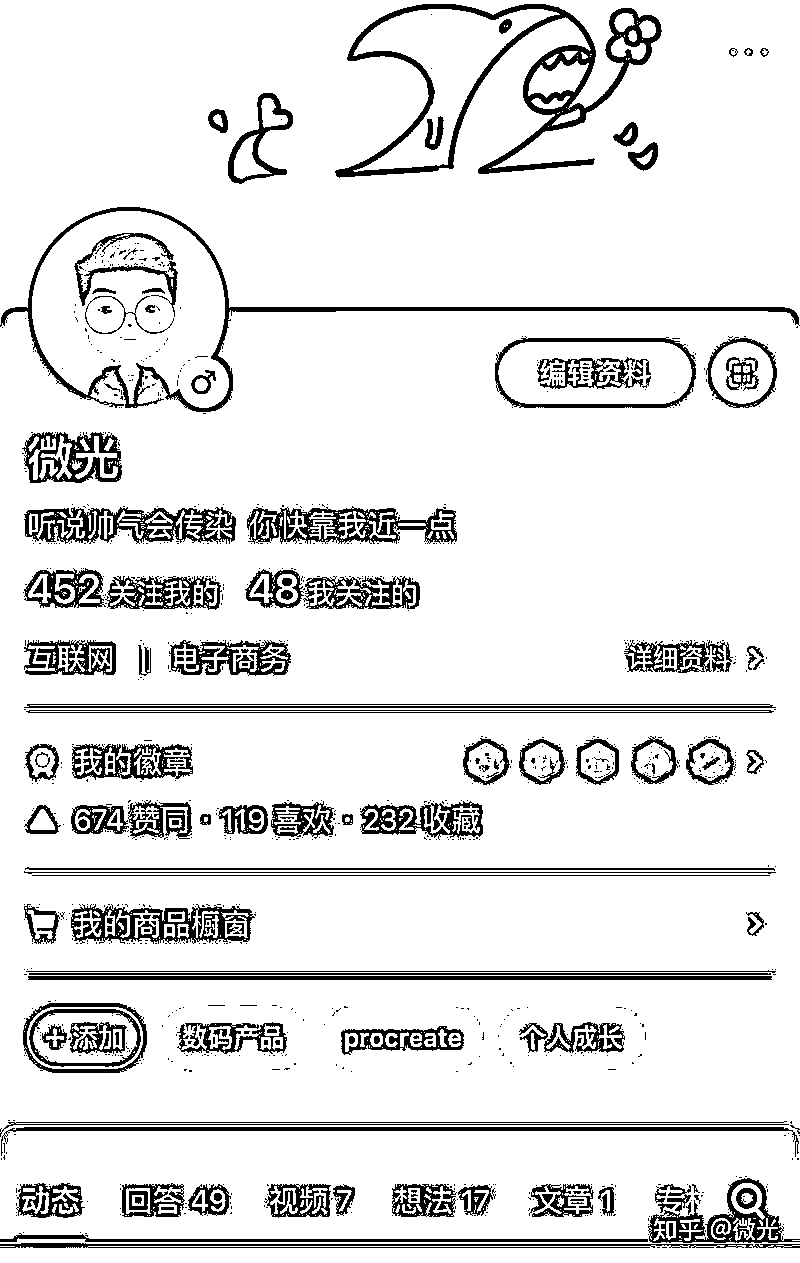 编辑资料
微光
听说帅气会传染 你快靠我近一点
452 关注我的 48 我关注的
互联网 | 电子商务
详细资料
我的徽章
674 赞同 · 119 喜欢 · 232 收藏
我的商品橱窗
+ 添加 数码产品 procreate 个人成长
动态 回答 49 视频 7 想法 17 文章 1 专
知乎 @微光